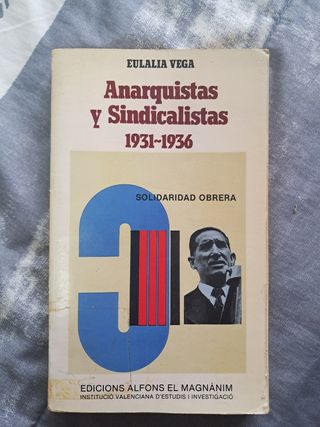 EULALIA VEGA
Anarquistas
y Sindicalistas
1931-1936
SOLIDARIDAD OBRERA
EDICIONS ALFONS EL MAGNÀNIM
INSTITUCIÓ VALENCIANA D'ESTUDIS I INVESTIGACIÓ